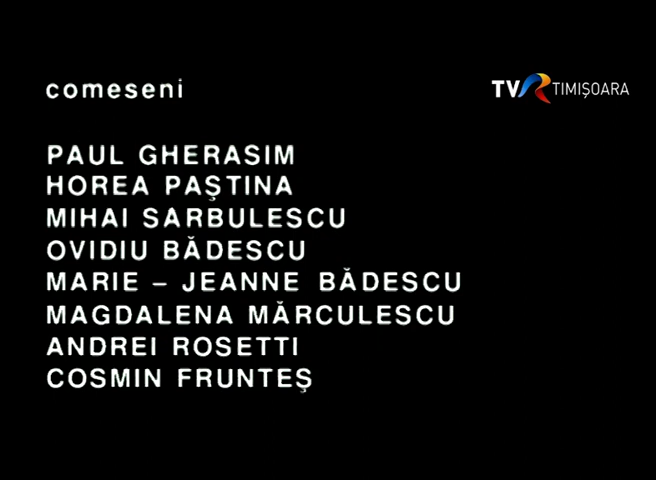 comeseni
TVR TIMIȘOARA
PAUL GHERASIM
HOREA PAȘTINA
MIHAI SARBULESCU
OVIDIU BĂDESCU
MARIE – JEANNE BĂDESCU
MAGDALENA MĂRCULESCU
ANDREI ROSETTI
COSMIN FRUNTEȘ